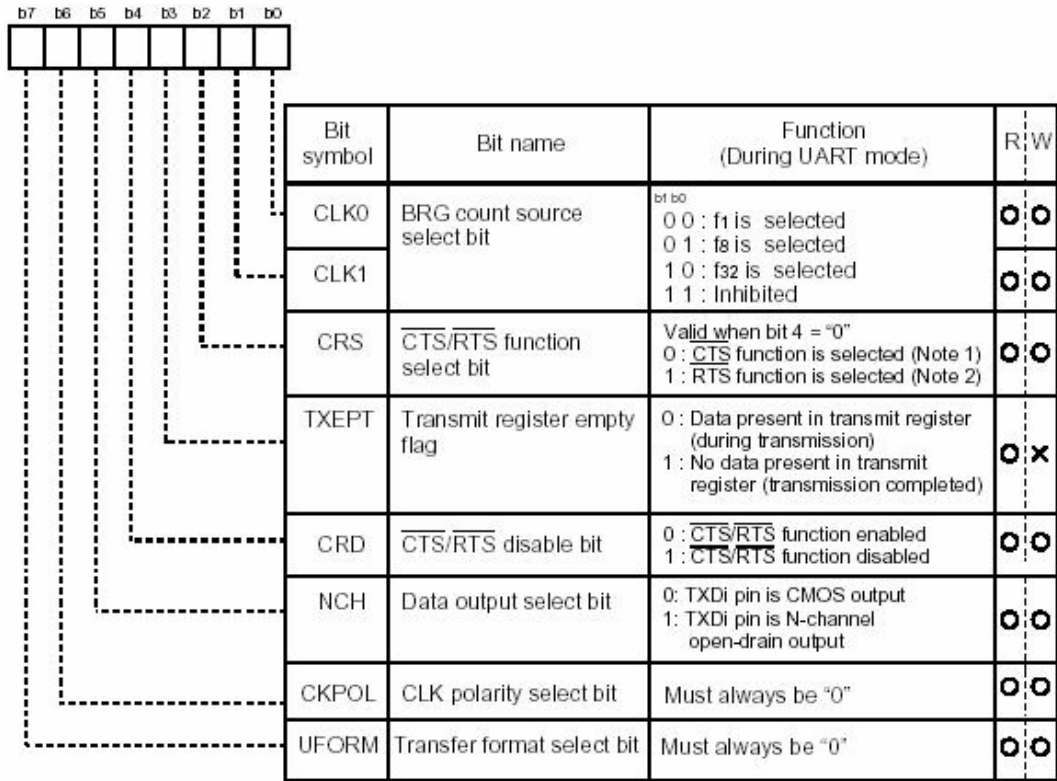 b7 b6 b5 b4 b3 b2 b1 b0
Bit symbol
Bit name
Function
(During UART mode)
R W
CLK0
BRG count source
select bit
b1 b0
0 0 : f1 is selected
0 1 : f8 is selected
1 0 : f32 is selected
1 1 : Inhibited
O O
CLK1
O O
CRS
CTS/RTS function
select bit
Valid when bit 4 = “0”
0 : CTS function is selected (Note 1)
1 : RTS function is selected (Note 2)
O O
TXEPT
Transmit register empty
flag
0 : Data present in transmit register
(during transmission)
1 : No data present in transmit
register (transmission completed)
O X
CRD
CTS/RTS disable bit
0 : CTS/RTS function enabled
1 : CTS/RTS function disabled
O O
NCH
Data output select bit
0: TXDi pin is CMOS output
1: TXDi pin is N-channel
open-drain output
O O
CKPOL
CLK polarity select bit
Must always be “0”
O O
UFORM
Transfer format select bit
Must always be “0”
O O